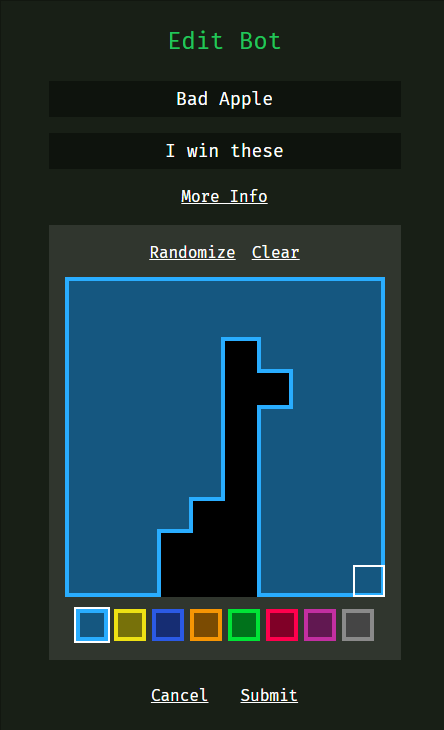 Edit Bot
Bad Apple
I win these
More Info
Randomize Clear
Cancel Submit